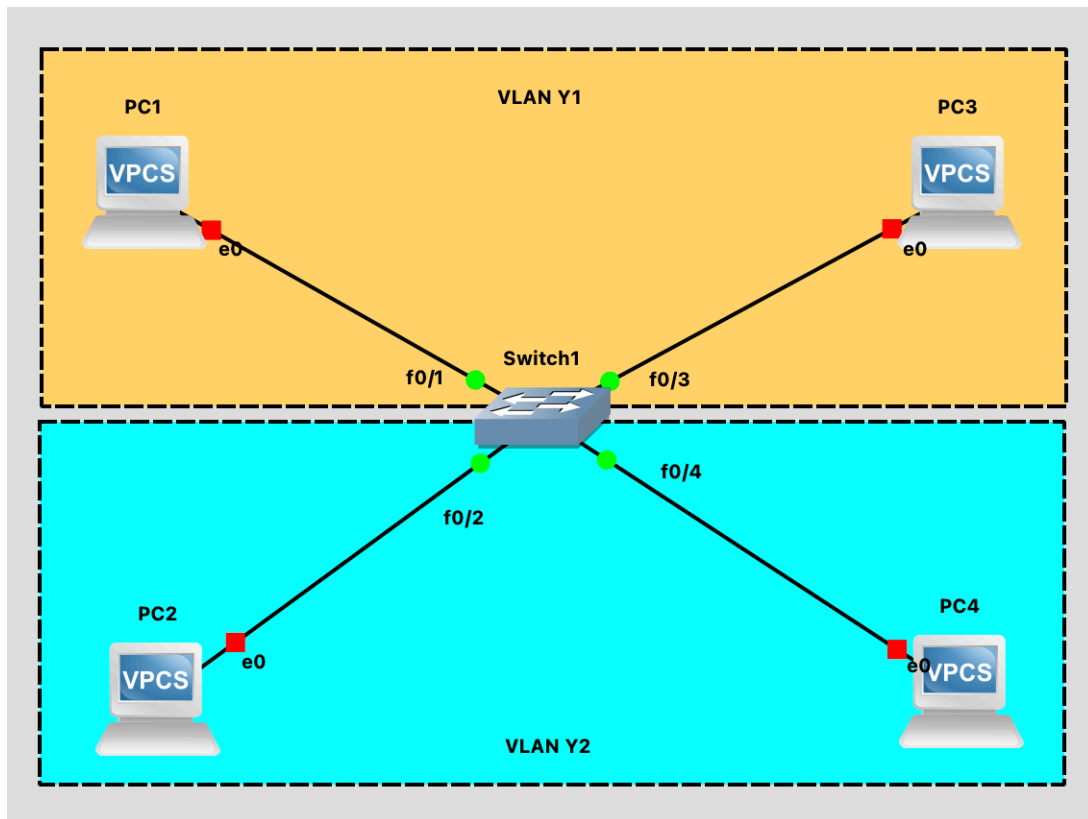 VLAN Y1
PC1
PC3
VPCS
VPCS
e0
e0
Switch1
f0/1
f0/3
f0/4
f0/2
PC2
PC4
e0
e0
VPCS
VPCS
VLAN Y2